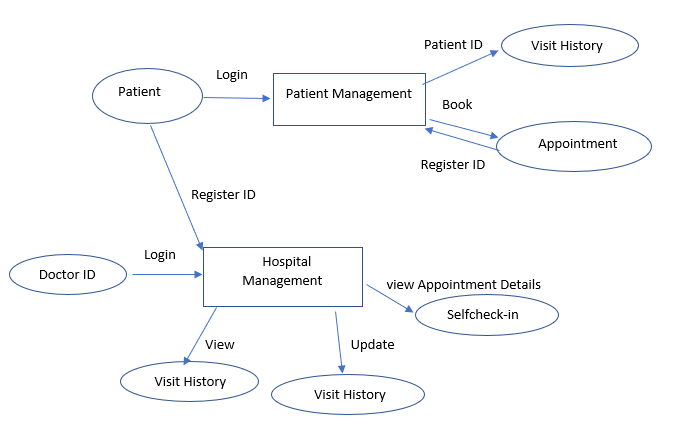 Patient ID
Visit History
Login
Patient
Patient Management
Book
Appointment
Register ID
Register ID
Login
Doctor ID
Hospital
Management
view Appointment Details
Selfcheck-in
View
Update
Visit History
Visit History